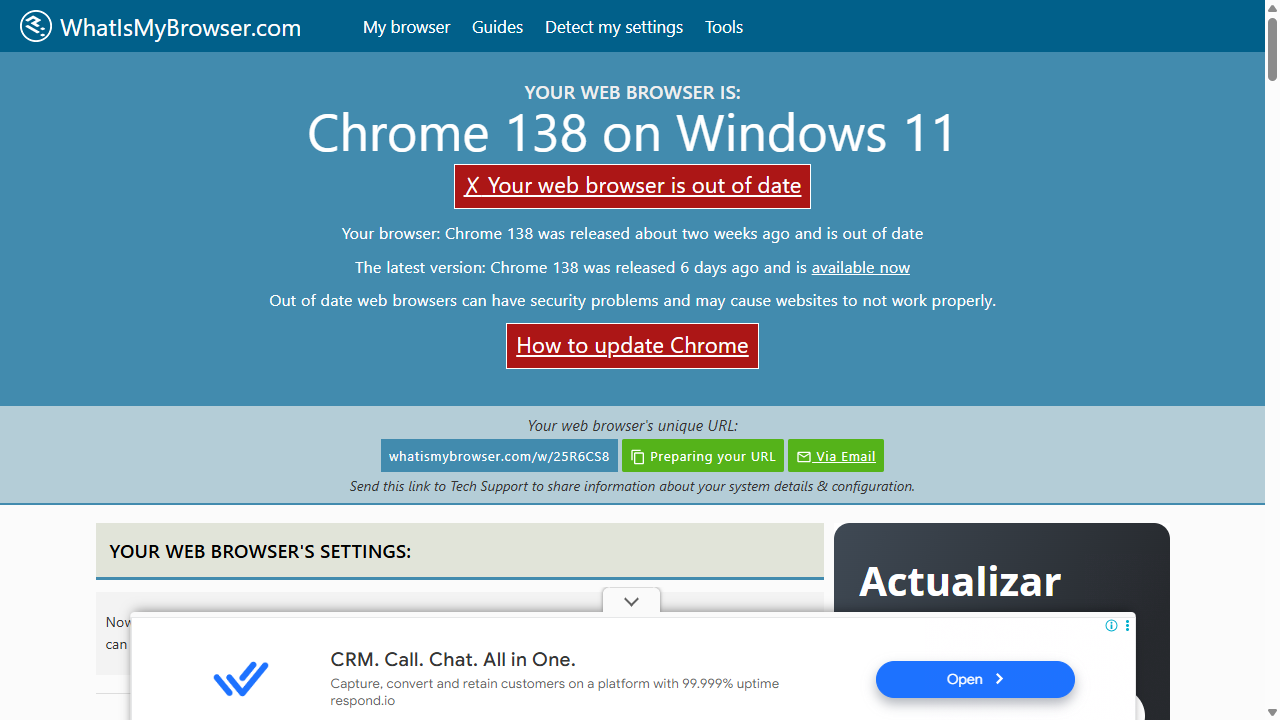 WhatIsMyBrowser.com
My browser
Guides
Detect my settings
Tools
YOUR WEB BROWSER IS:
Chrome 138 on Windows 11
✗ Your web browser is out of date
Your browser: Chrome 138 was released about two weeks ago and is out of date
The latest version: Chrome 138 was released 6 days ago and is available now
Out of date web browsers can have security problems and may cause websites to not work properly.
How to update Chrome
Your web browser's unique URL:
whatismybrowser.com/w/25R6CS8
Preparing your URL
Via Email
Send this link to Tech Support to share information about your system details & configuration.
YOUR WEB BROWSER'S SETTINGS:
can
Actualizar
CRM. Call. Chat. All in One.
Capture, convert and retain customers on a platform with 99.999% uptime
respond.io
Open